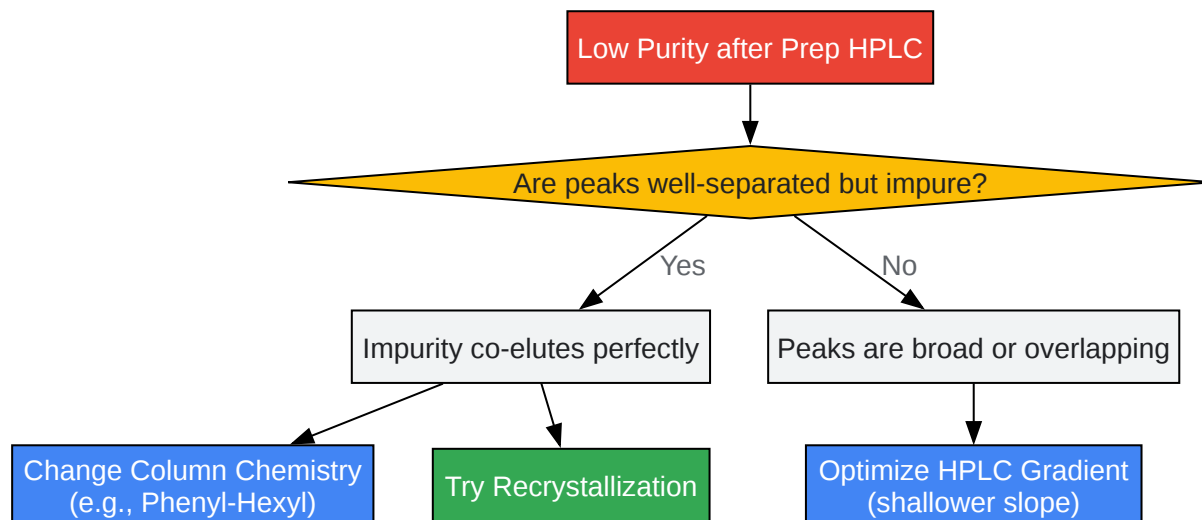 Low Purity after Prep HPLC
Are peaks well-separated but impure?
Yes
No
Impurity co-elutes perfectly
Peaks are broad or overlapping
Change Column Chemistry
(e.g., Phenyl-Hexyl)
Try Recrystallization
Optimize HPLC Gradient
(shallower slope)